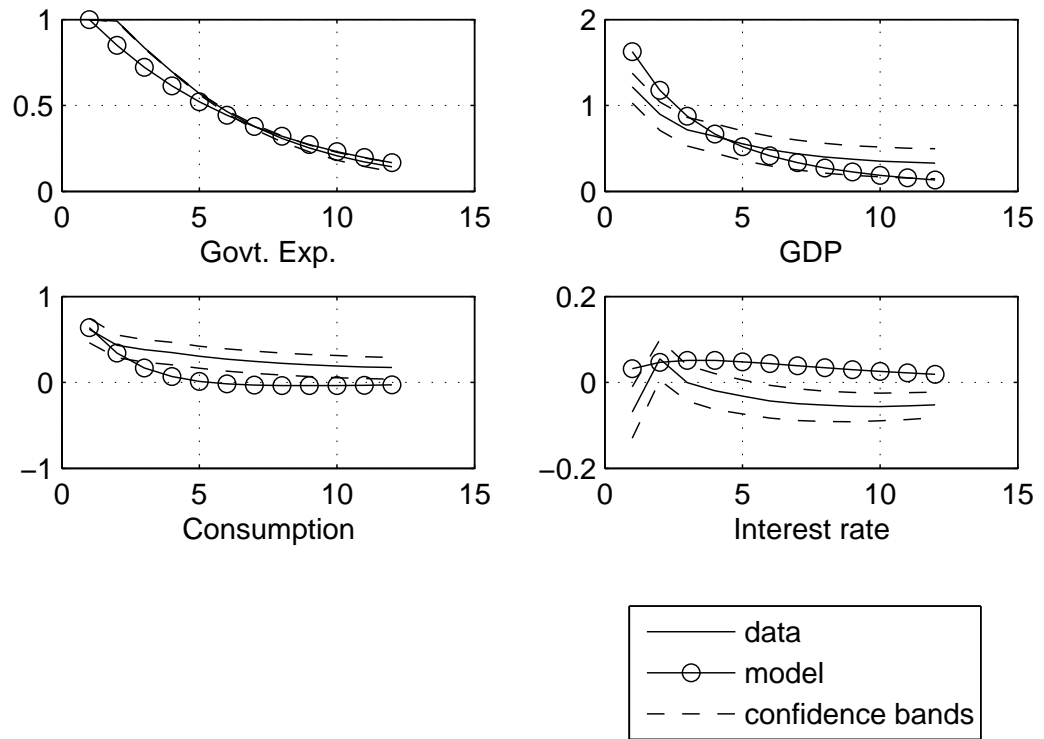 1
0.5
0
0 5 10 15
Govt. Exp.
2
1
0
0 5 10 15
GDP
1
0
−1
0 5 10 15
Consumption
0.2
0
−0.2
0 5 10 15
Interest rate
data
model
confidence bands